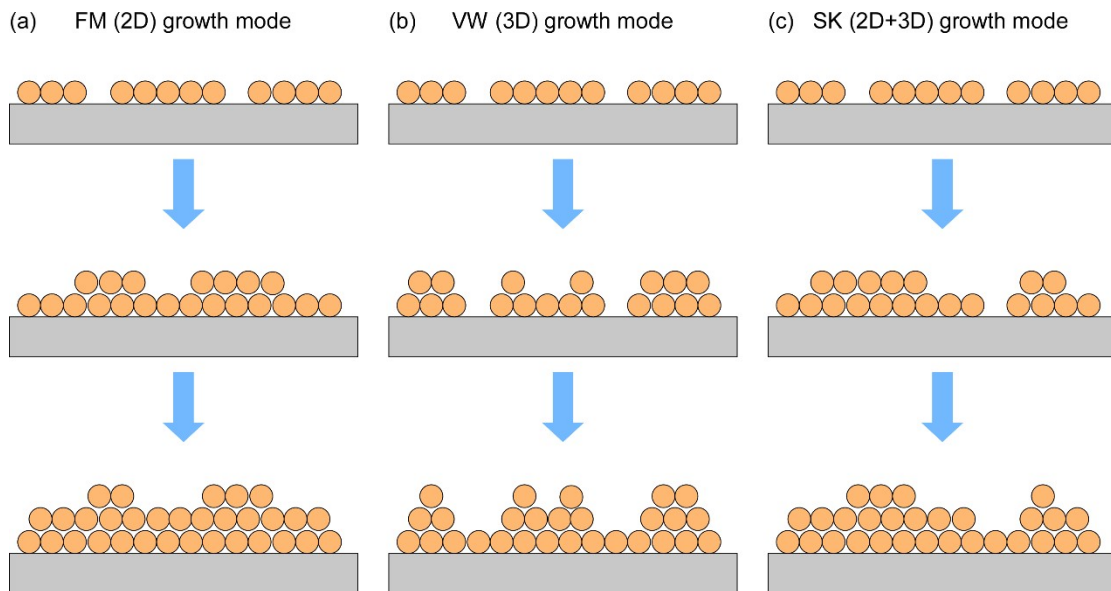 (a) FM (2D) growth mode
(b) VW (3D) growth mode
(c) SK (2D+3D) growth mode